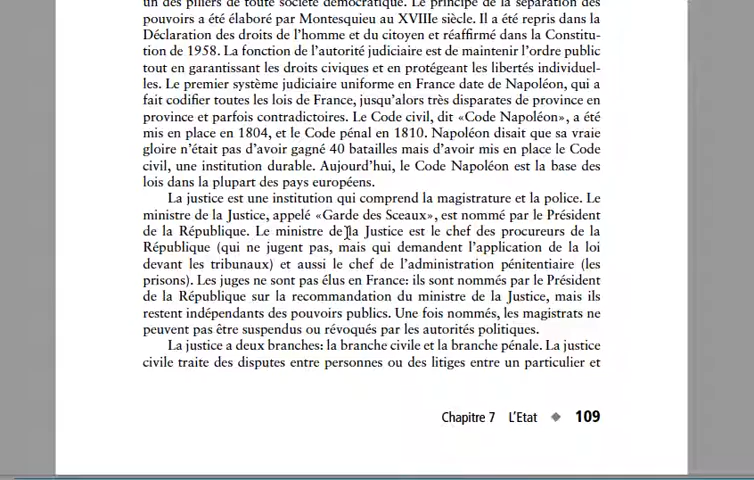 un des piliers de toute société démocratique. Le principe de la séparation des
pouvoirs a été élaboré par Montesquieu au XVIIIe siècle. Il a été repris dans la
Déclaration des droits de l'homme et du citoyen et réaffirmé dans la Constitu-
tion de 1958. La fonction de l'autorité judiciaire est de maintenir l'ordre public
tout en garantissant les droits civiques et en protégeant les libertés individuel-
les. Le premier système judiciaire uniforme en France date de Napoléon, qui a
fait codifier toutes les lois de France, jusqu'alors très disparates de province en
province et parfois contradictoires. Le Code civil, dit «Code Napoléon», a été
mis en place en 1804, et le Code pénal en 1810. Napoléon disait que sa vraie
gloire n'était pas d'avoir gagné 40 batailles mais d'avoir mis en place le Code
civil, une institution durable. Aujourd'hui, le Code Napoléon est la base des
lois dans la plupart des pays européens.
La justice est une institution qui comprend la magistrature et la police. Le
ministre de la Justice, appelé «Garde des Sceaux», est nommé par le Président
de la République. Le ministre de la Justice est le chef des procureurs de la
République (qui ne jugent pas, mais qui demandent l'application de la loi
devant les tribunaux) et aussi le chef de l'administration pénitentiaire (les
prisons). Les juges ne sont pas élus en France: ils sont nommés par le Président
de la République sur la recommandation du ministre de la Justice, mais ils
restent indépendants des pouvoirs publics. Une fois nommés, les magistrats ne
peuvent pas être suspendus ou révoqués par les autorités politiques.
La justice a deux branches: la branche civile et la branche pénale. La justice
civile traite des disputes entre personnes ou des litiges entre un particulier et
Chapitre 7 L'Etat ◆ 109